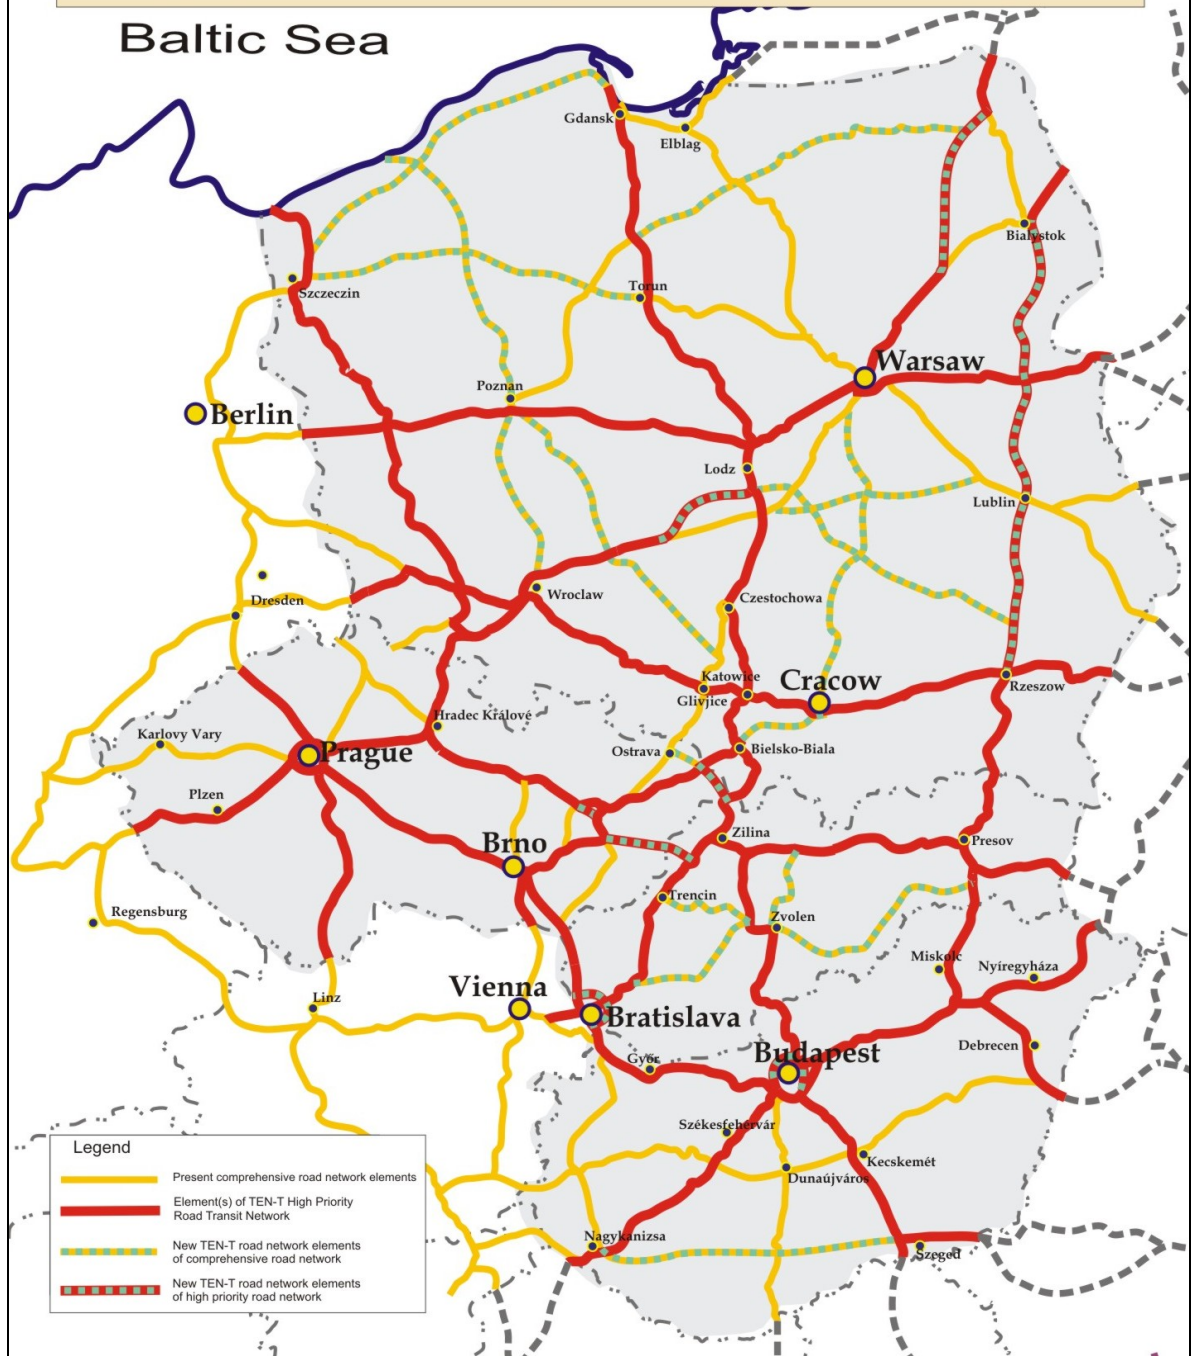 Baltic Sea
Gdansk
Elblag
Bialystok
Szczeczin
Torun
Warsaw
Poznan
Berlin
Lodz
Lublin
Dresden
Wroclaw
Czestochowa
Katowice
Glivjice
Cracow
Rzeszow
Hradec Králové
Karlovy Vary
Prague
Ostrava
Bielsko-Biala
Plzen
Brno
Zilina
Presov
Trencin
Regensburg
Zvolen
Miskolc
Nyíregyháza
Vienna
Linz
Bratislava
Budapest
Debrecen
Győr
Székesfehérvár
Kecskemét
Dunaújváros
Nagykanizsa
Szeged
Legend
Present comprehensive road network elements
Element(s) of TEN-T High Priority
Road Transit Network
New TEN-T road network elements
of comprehensive road network
New TEN-T road network elements
of high priority road network